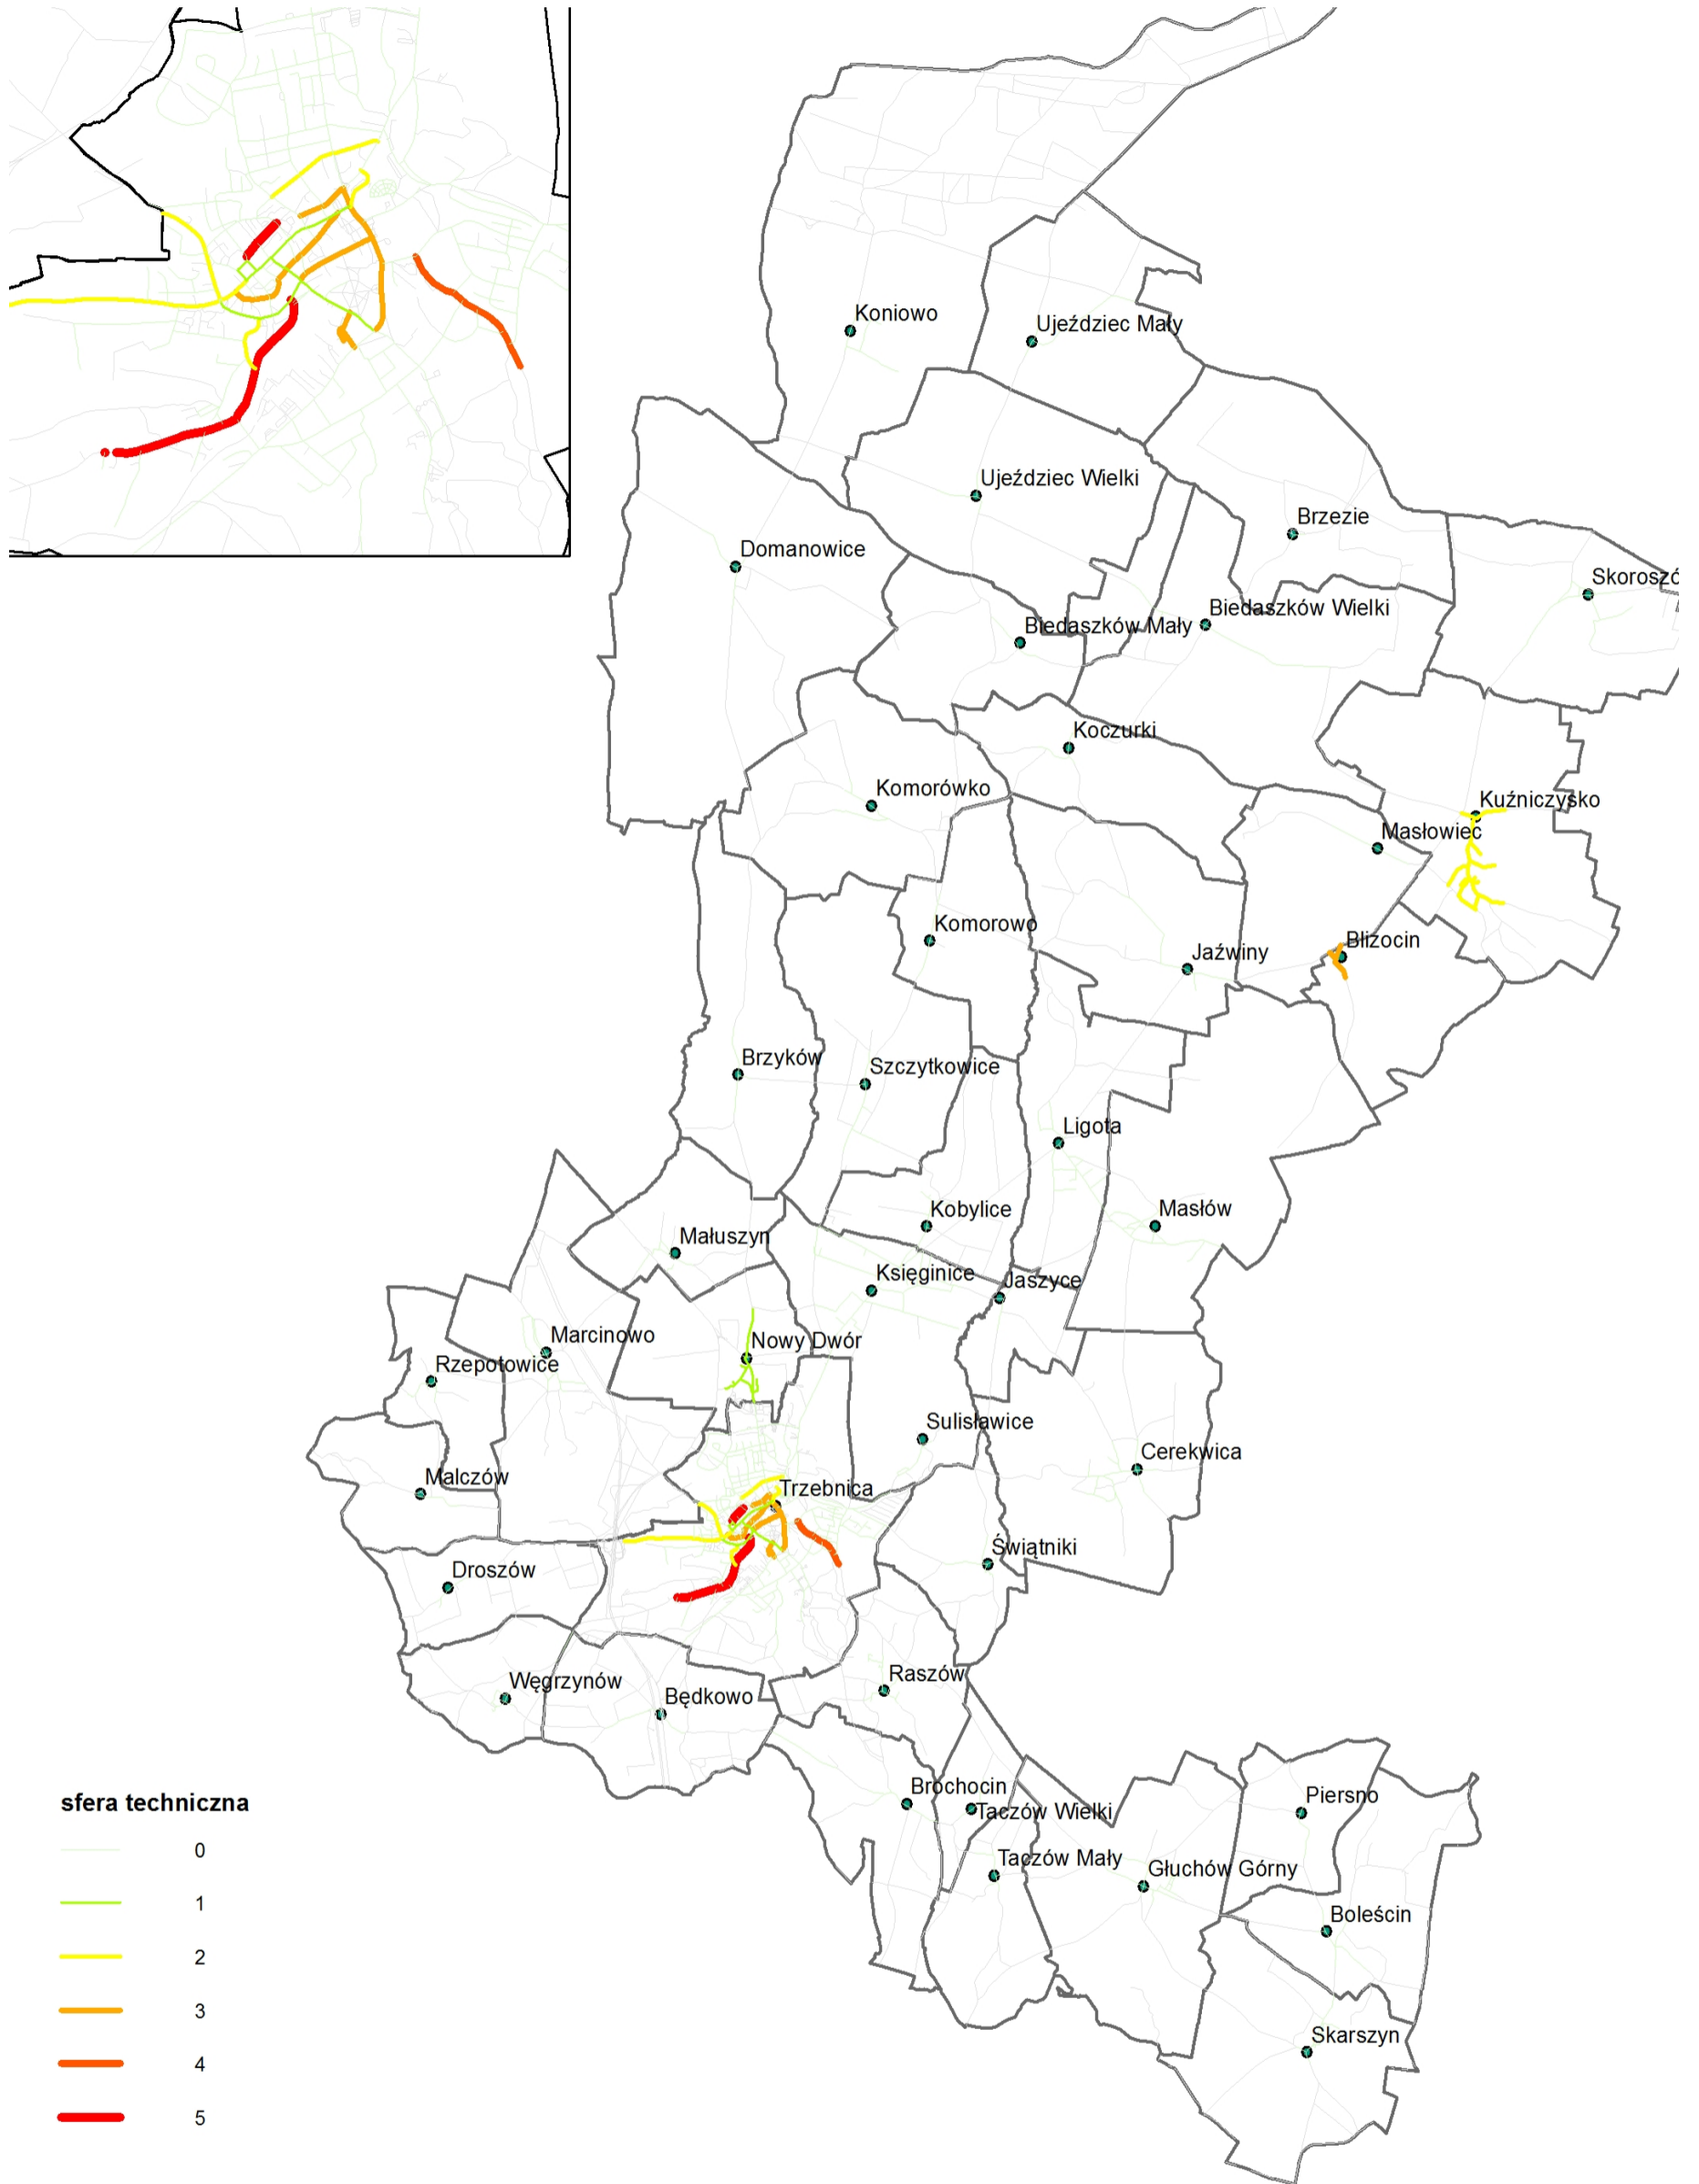 Koniowo
Ujeździec Mały
Ujeździec Wielki
Brzezie
Domanowice
Skoroszó
Biedaszków Wielki
Biedaszków Mały
Koczurki
Komorówko
Kuźniczysko
Masłowiec
Komorowo
Blizocin
Jaźwiny
Brzyków
Szczytkowice
Ligota
Kobylice
Masłów
Małuszyn
Księginice
Jaszyce
Marcinowo
Nowy Dwór
Rzepotowice
Sulisławice
Cerekwica
Malczów
Trzebnica
Świątniki
Droszów
Raszów
Węgrzynów
Będkowo
Brochocin
Piersno
Taczów Wielki
Taczów Mały
Głuchów Górny
Boleścin
Skarszyn
sfera techniczna
0
1
2
3
4
5